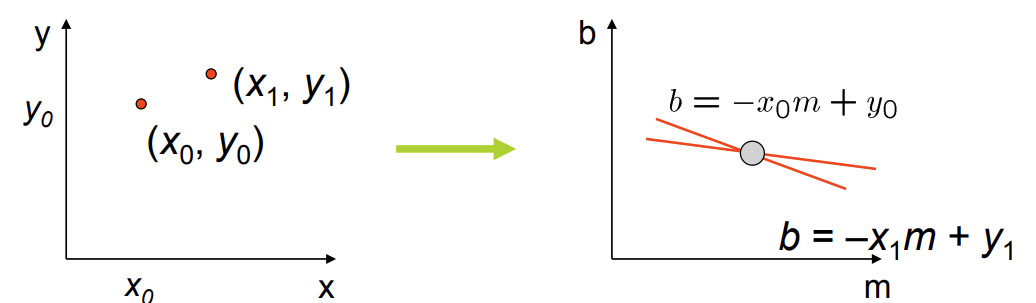 y
(x₁, y₁)
y₀
(x₀, y₀)
x₀
x
b
b = −x₀m + y₀
b = –x₁m + y₁
m